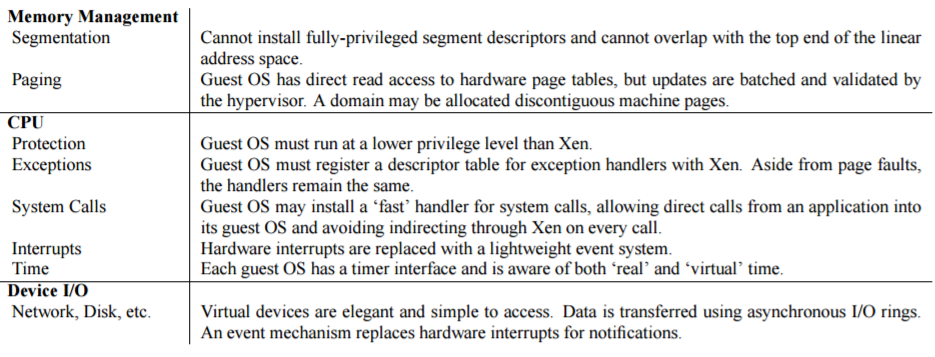 Memory Management
Segmentation Cannot install fully-privileged segment descriptors and cannot overlap with the top end of the linear
address space.
Paging Guest OS has direct read access to hardware page tables, but updates are batched and validated by
the hypervisor. A domain may be allocated discontiguous machine pages.
CPU
Protection Guest OS must run at a lower privilege level than Xen.
Exceptions Guest OS must register a descriptor table for exception handlers with Xen. Aside from page faults,
the handlers remain the same.
System Calls Guest OS may install a ‘fast’ handler for system calls, allowing direct calls from an application into
its guest OS and avoiding indirecting through Xen on every call.
Interrupts Hardware interrupts are replaced with a lightweight event system.
Time Each guest OS has a timer interface and is aware of both ‘real’ and ‘virtual’ time.
Device I/O
Network, Disk, etc. Virtual devices are elegant and simple to access. Data is transferred using asynchronous I/O rings.
An event mechanism replaces hardware interrupts for notifications.